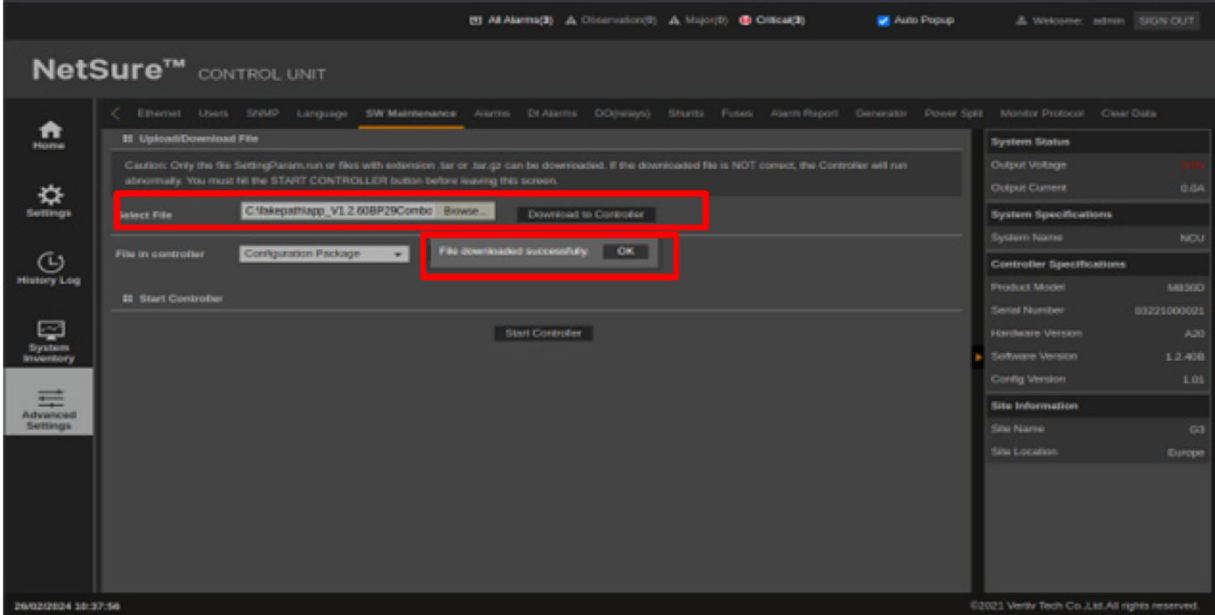 All Alarms(3) Observation(0) Major(0) Critical(3) Auto Popup Welcome: admin SIGN OUT
NetSure™ CONTROL UNIT
Ethernet Users SNMP Language SW Maintenance Alarms DI Alarms DO(relays) Shunts Fuses Alarm Report Generator Power Split Monitor Protocol Clear Data
Home
Settings
History Log
System
Inventory
Advanced
Settings
Upload/Download File
Caution: Only the file SettingParam.run or files with extension .tar or .tar.gz can be downloaded. If the downloaded file is NOT correct, the Controller will run
abnormally. You must hit the START CONTROLLER button before leaving this screen.
Select File C:\fakepath\app_V1.2.60BP29Combo Browse... Download to Controller
File in controller Configuration Package File downloaded successfully. OK
Start Controller
Start Controller
System Status
Output Voltage
Output Current 0.0A
System Specifications
System Name NCU
Controller Specifications
Product Model M830D
Serial Number 03221000021
Hardware Version A20
Software Version 1.2.40B
Config Version 1.01
Site Information
Site Name G3
Site Location Europe
26/02/2024 10:37:56
©2021 Vertiv Tech Co.,Ltd.All rights reserved.